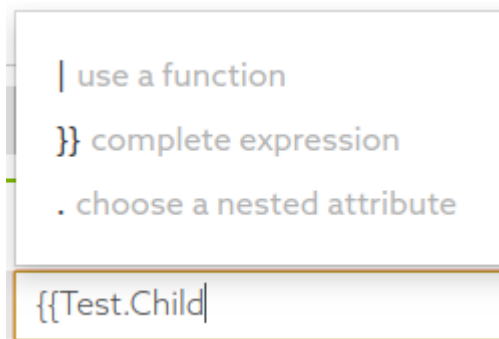 | use a function
}} complete expression
. choose a nested attribute
{{Test.Child